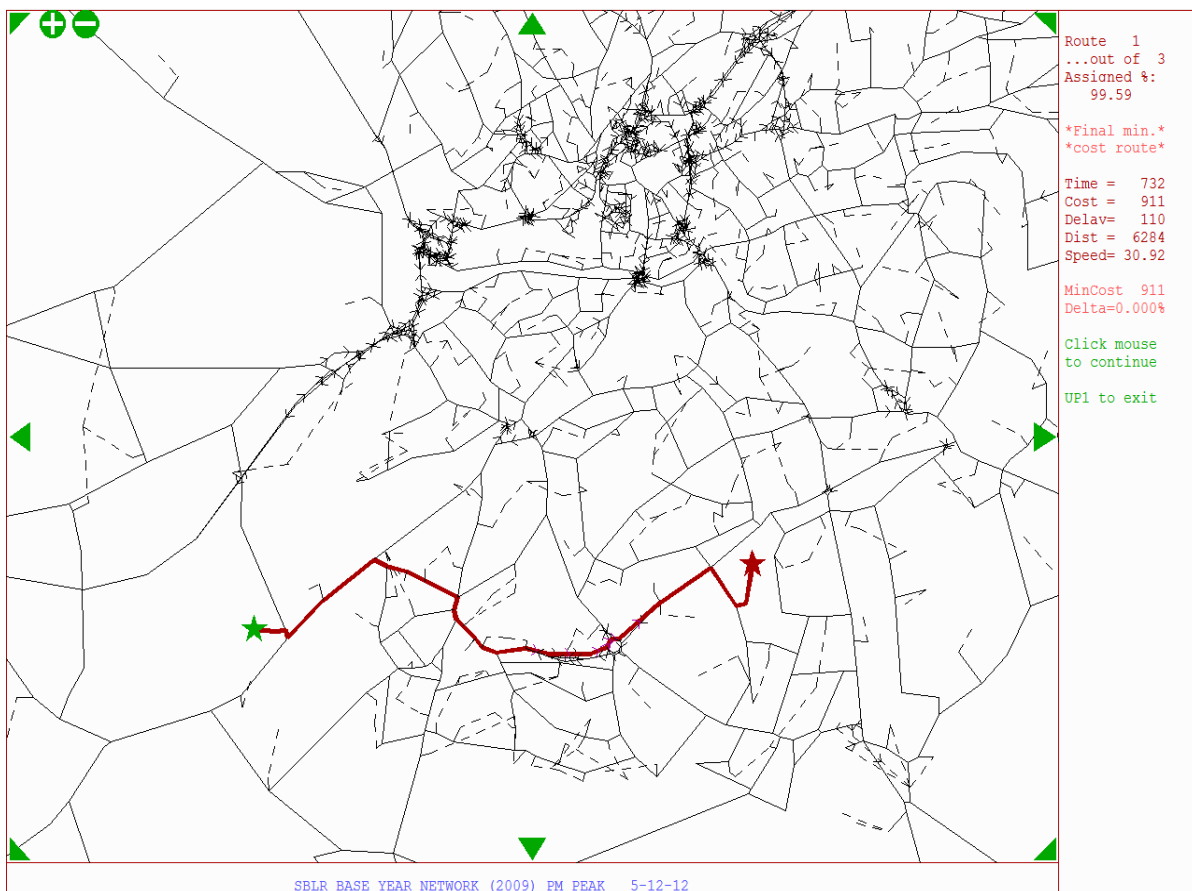 Route 1
...out of 3
Assigned %:
99.59
*Final min.*
*cost route*
Time = 732
Cost = 911
Delay= 110
Dist = 6284
Speed= 30.92
MinCost 911
Delta=0.000%
Click mouse
to continue
UP1 to exit
SBLR BASE YEAR NETWORK (2009) PM PEAK 5-12-12